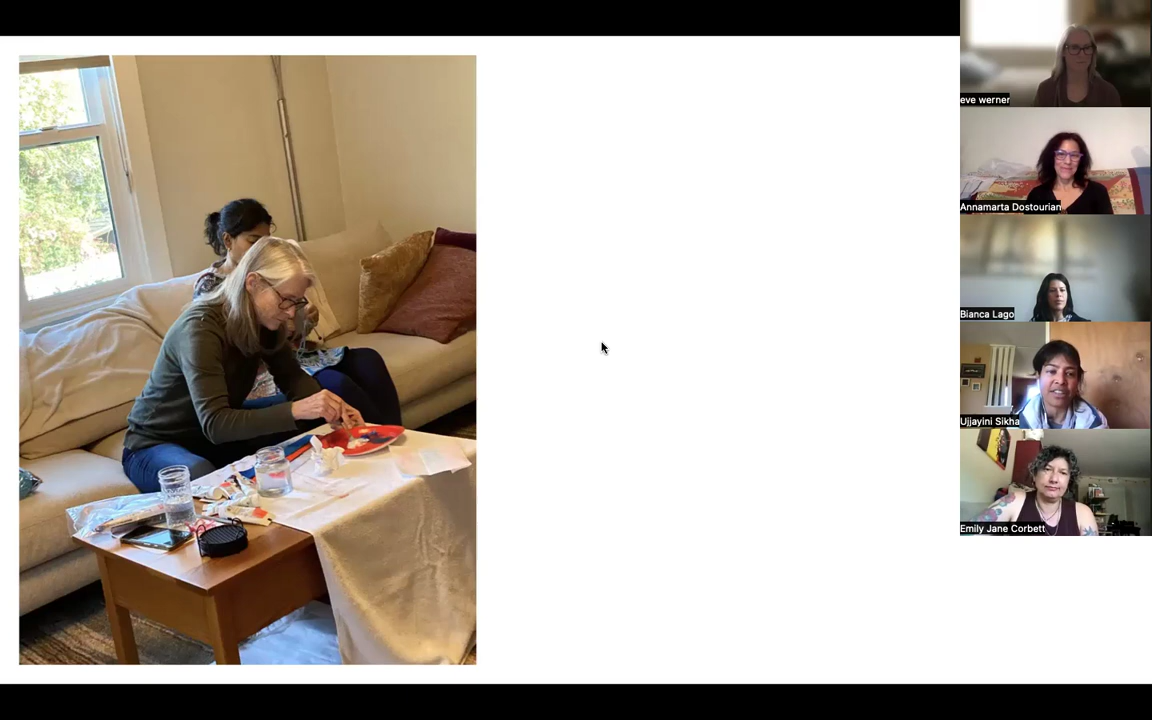 eve werner
Annamarta Dostourian
Bianca Lago
Ujjayini Sikha
Emily Jane Corbett